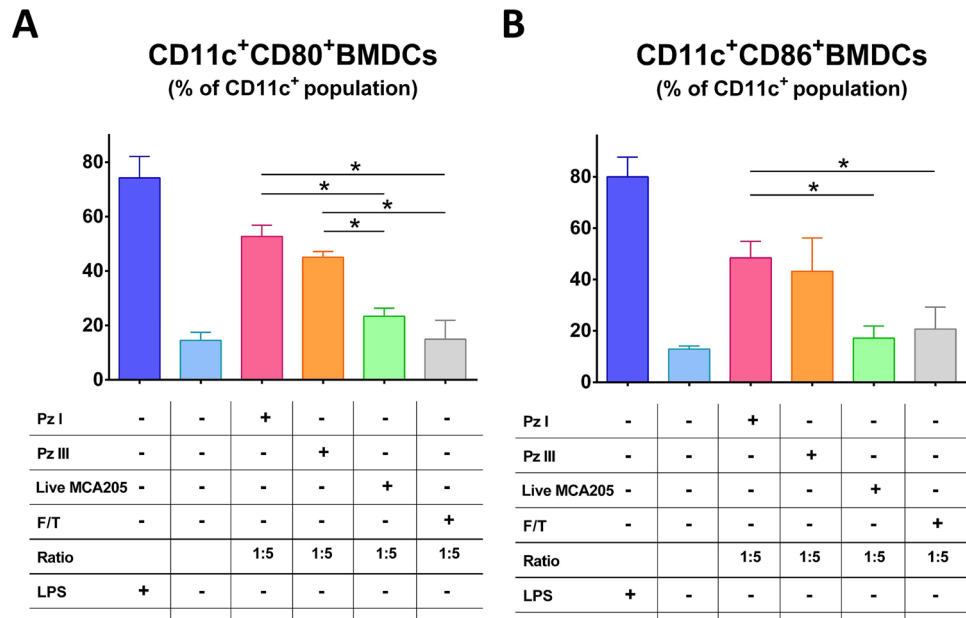 A
CD11c⁺CD80⁺BMDCs
(% of CD11c⁺ population)
80
60
40
20
0
* 
*
*
*
Pz I - - + - - -
Pz III - - - + - -
Live MCA205 - - - - + -
F/T - - - - - +
Ratio 1:5 1:5 1:5 1:5
LPS + - - - - -
B
CD11c⁺CD86⁺BMDCs
(% of CD11c⁺ population)
80
60
40
20
0
*
*
Pz I - - + - - -
Pz III - - - + - -
Live MCA205 - - - - + -
F/T - - - - - +
Ratio 1:5 1:5 1:5 1:5
LPS + - - - - -